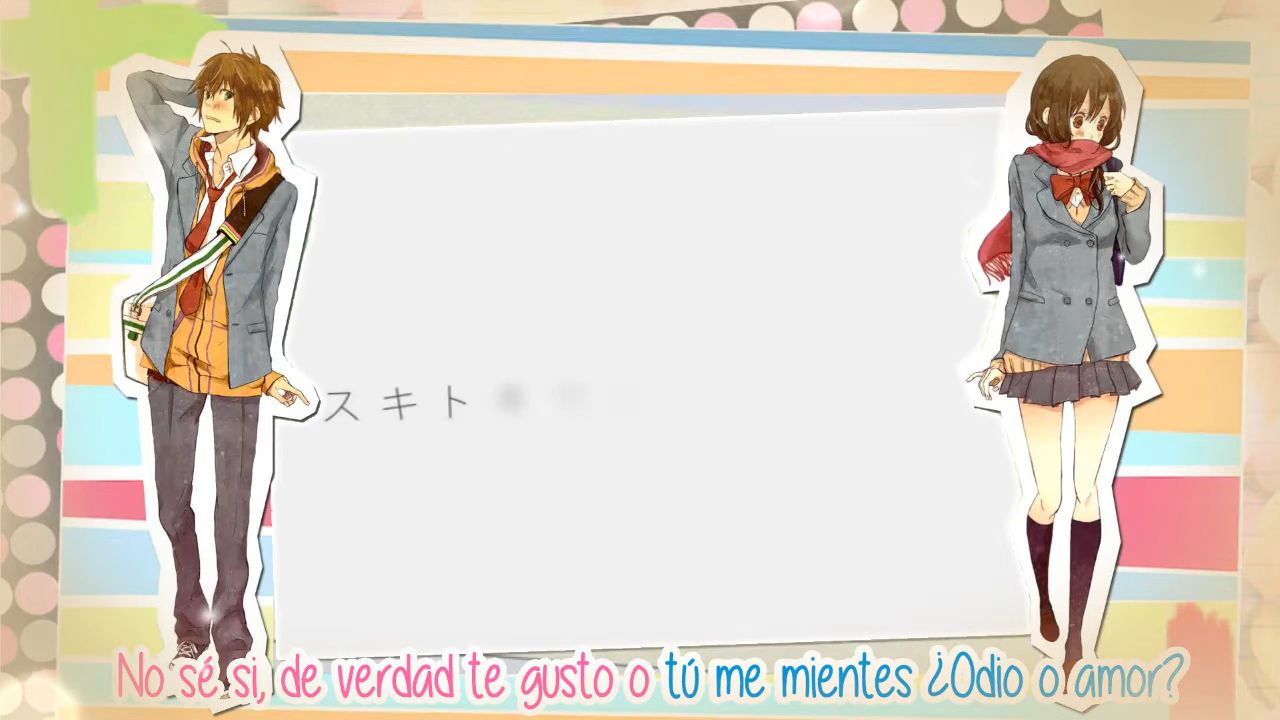 スキト
No sé si, de verdad te gusto o tú me mientes ¿Odio o amor?